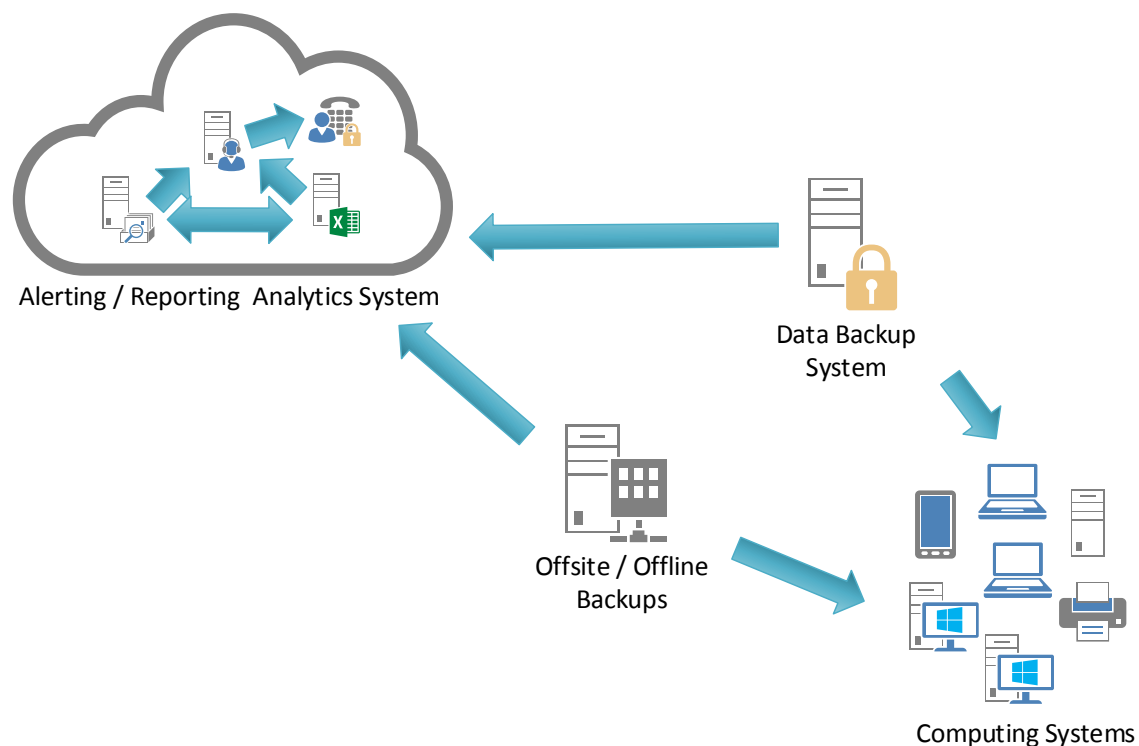 Alerting / Reporting  Analytics System
Data Backup
System
Offsite / Offline
Backups
Computing Systems